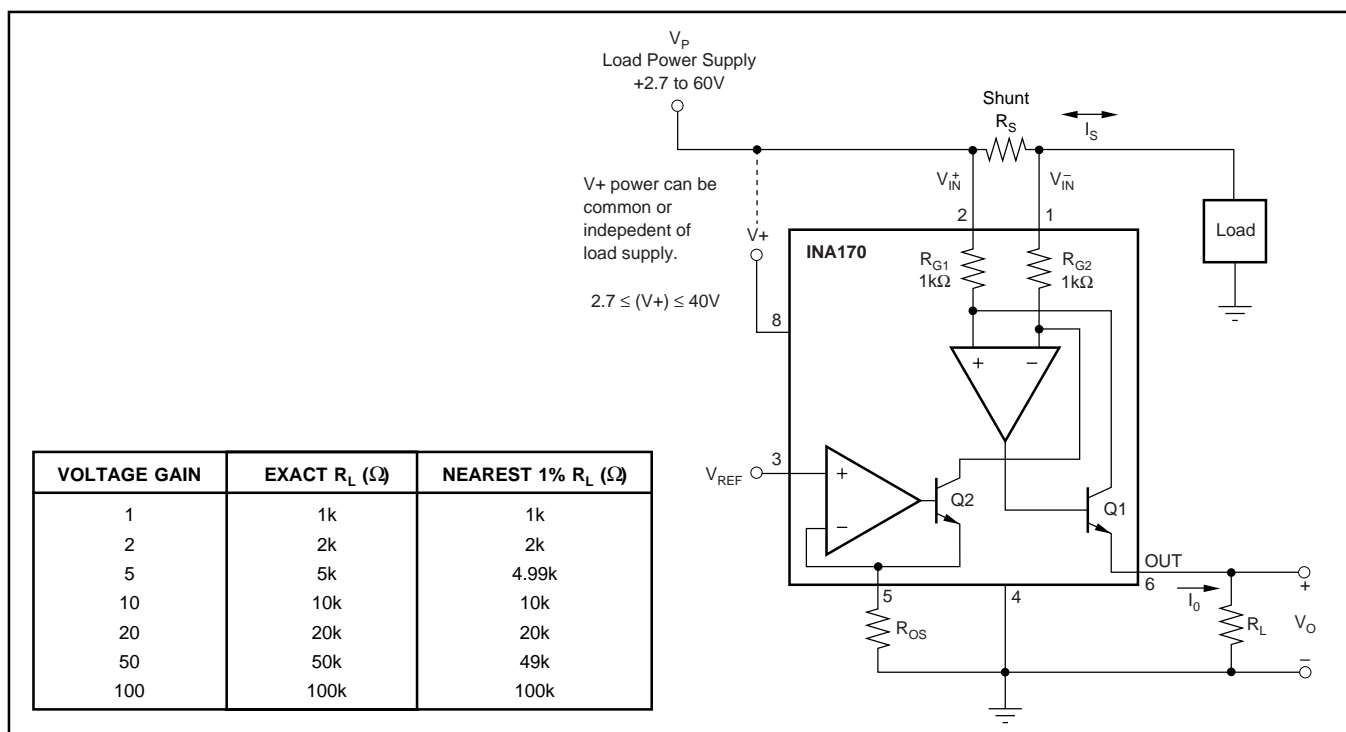 V_P
Load Power Supply
+2.7 to 60V
Shunt
R_S
I_S
V+ power can be
common or
indepedent of
load supply.
2.7 ≤ (V+) ≤ 40V
V+
8
V_IN^+
V_IN^–
2
1
INA170
R_G1
1kΩ
R_G2
1kΩ
Load
+
–
V_REF
3
+
–
Q2
Q1
OUT
6
5
4
I_0
R_OS
R_L
+
V_O
–
VOLTAGE GAIN EXACT R_L (Ω) NEAREST 1% R_L (Ω)
1 1k 1k
2 2k 2k
5 5k 4.99k
10 10k 10k
20 20k 20k
50 50k 49k
100 100k 100k